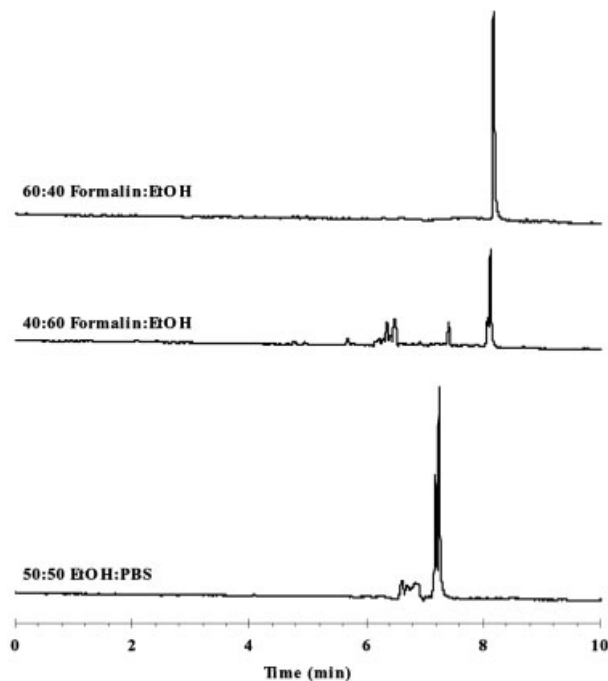 60:40 Formalin:EtOH
40:60 Formalin:EtOH
50:50 EtOH:PBS
0 2 4 6 8 10
Time (min)